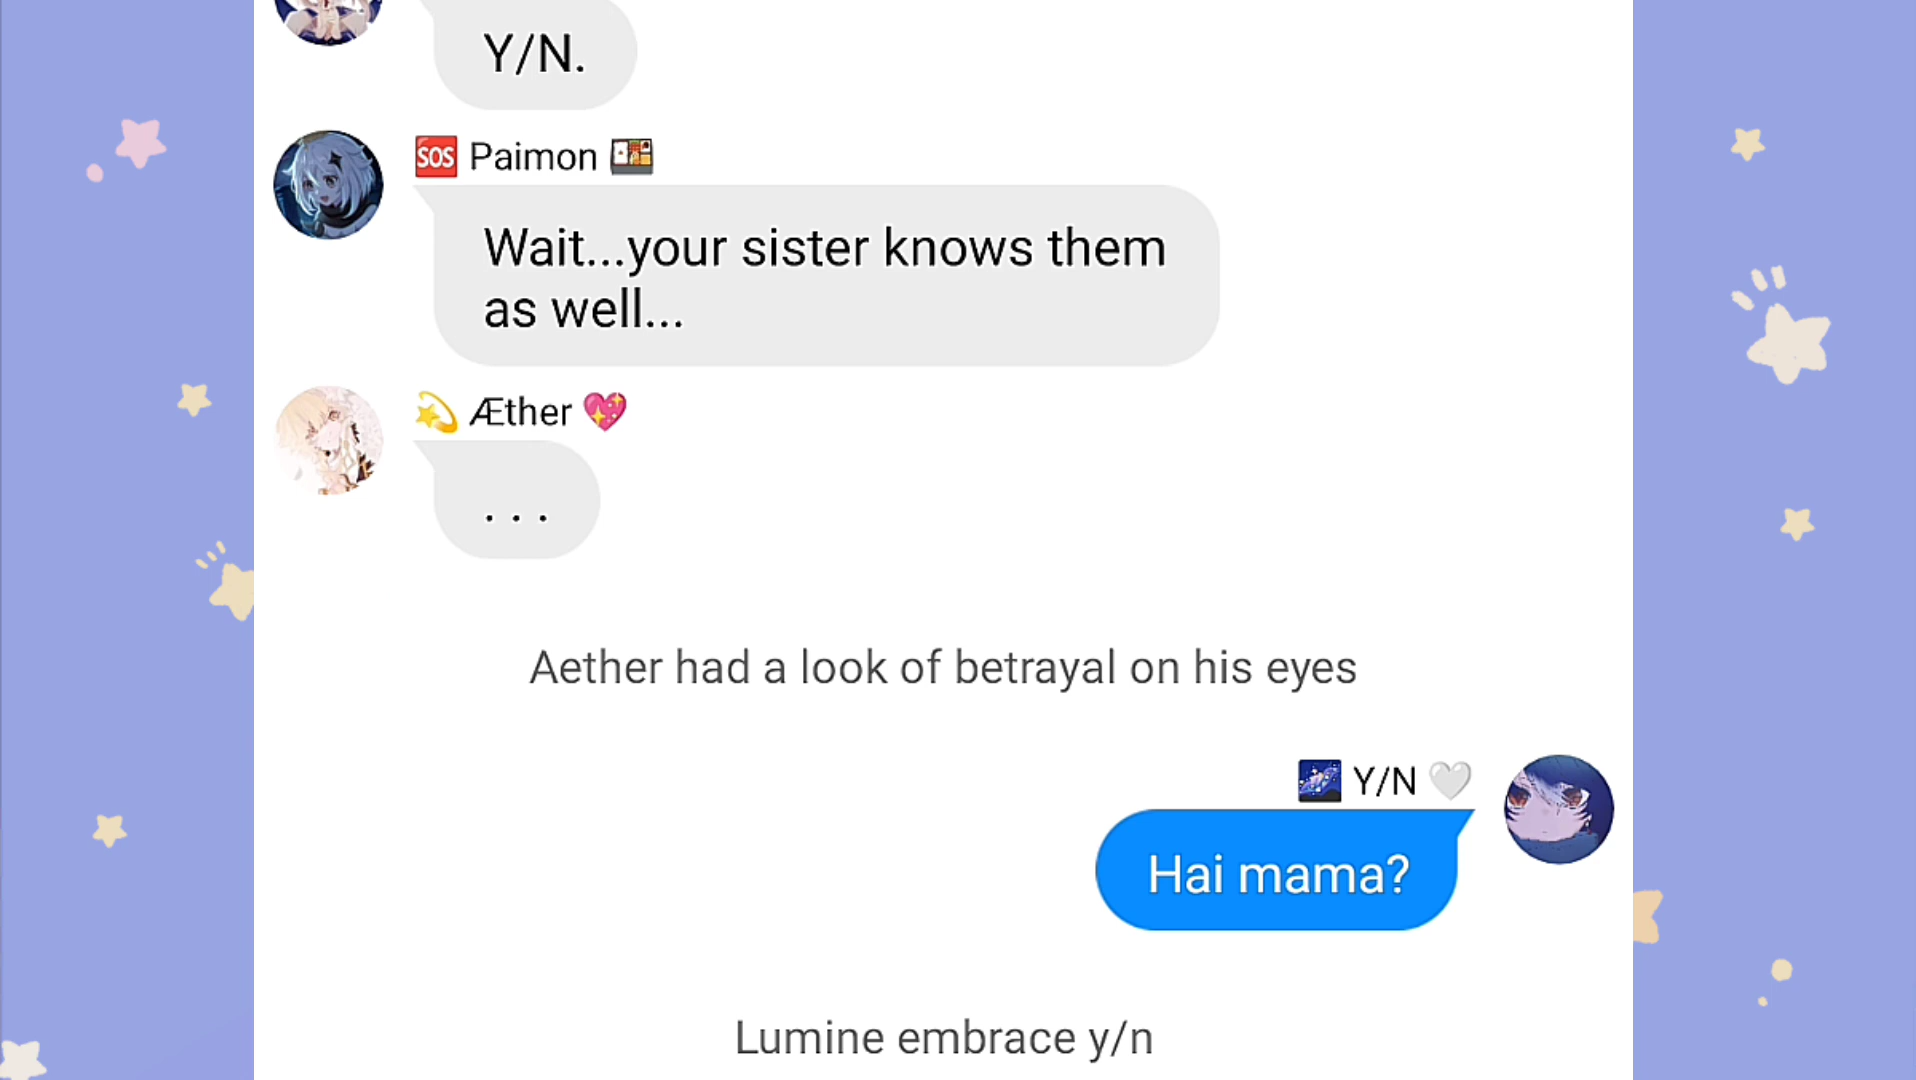 Y/N.
🆘 Paimon 🍱
Wait...your sister knows them
as well...
💫 Æther 💖
. . .
Aether had a look of betrayal on his eyes
🌌 Y/N 🤍
Hai mama?
Lumine embrace y/n